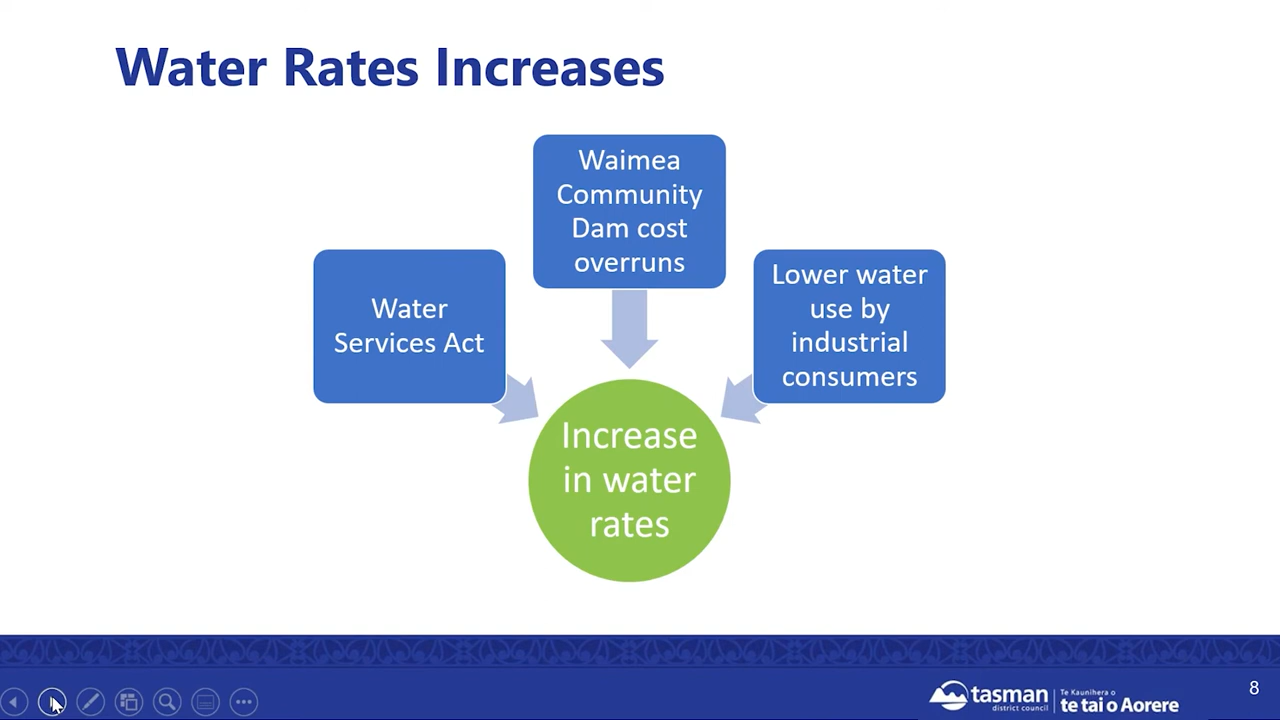 Water Rates Increases
Waimea
Community
Dam cost
overruns
Water
Services Act
Lower water
use by
industrial
consumers
Increase
in water
rates
tasman
district council
Te Kaunihera o
te tai o Aorere
8